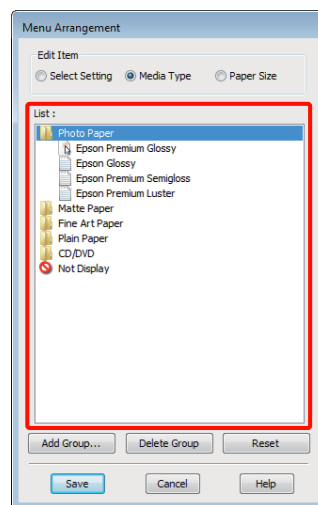 Menu Arrangement
Edit Item
Select Setting Media Type Paper Size
List :
Photo Paper
Epson Premium Glossy
Epson Glossy
Epson Premium Semigloss
Epson Premium Luster
Matte Paper
Fine Art Paper
Plain Paper
CD/DVD
Not Display
Add Group... Delete Group Reset
Save Cancel Help